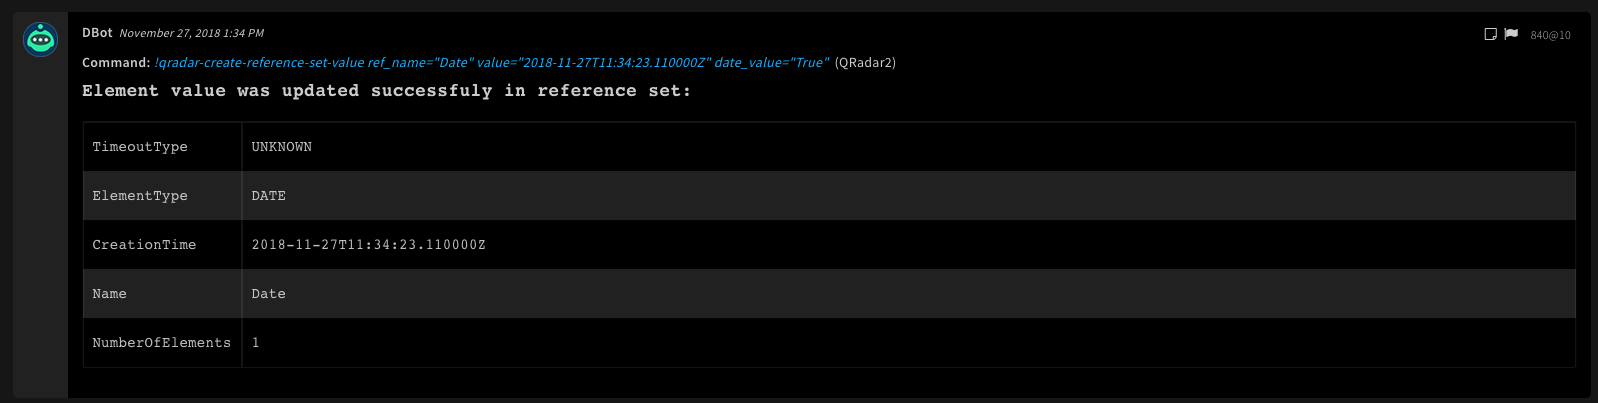 DBot November 27, 2018 1:34 PM 840@10
Command: !qradar-create-reference-set-value ref_name="Date" value="2018-11-27T11:34:23.110000Z" date_value="True" (QRadar2)
Element value was updated successfuly in reference set:
TimeoutType UNKNOWN
ElementType DATE
CreationTime 2018-11-27T11:34:23.110000Z
Name Date
NumberOfElements 1